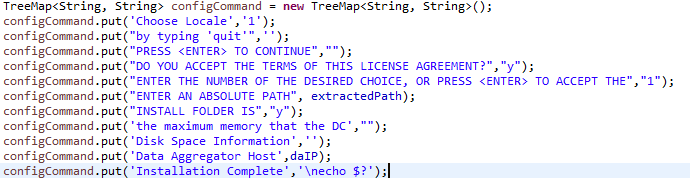 TreeMap<String, String> configCommand = new TreeMap<String, String>();
configCommand.put('Choose Locale','1');
configCommand.put("by typing 'quit'",'');
configCommand.put("PRESS <ENTER> TO CONTINUE","");
configCommand.put("DO YOU ACCEPT THE TERMS OF THIS LICENSE AGREEMENT?","y");
configCommand.put("ENTER THE NUMBER OF THE DESIRED CHOICE, OR PRESS <ENTER> TO ACCEPT THE","1");
configCommand.put("ENTER AN ABSOLUTE PATH", extractedPath);
configCommand.put("INSTALL FOLDER IS","y");
configCommand.put('the maximum memory that the DC',"");
configCommand.put('Disk Space Information','');
configCommand.put('Data Aggregator Host',daIP);
configCommand.put('Installation Complete','\necho $?');